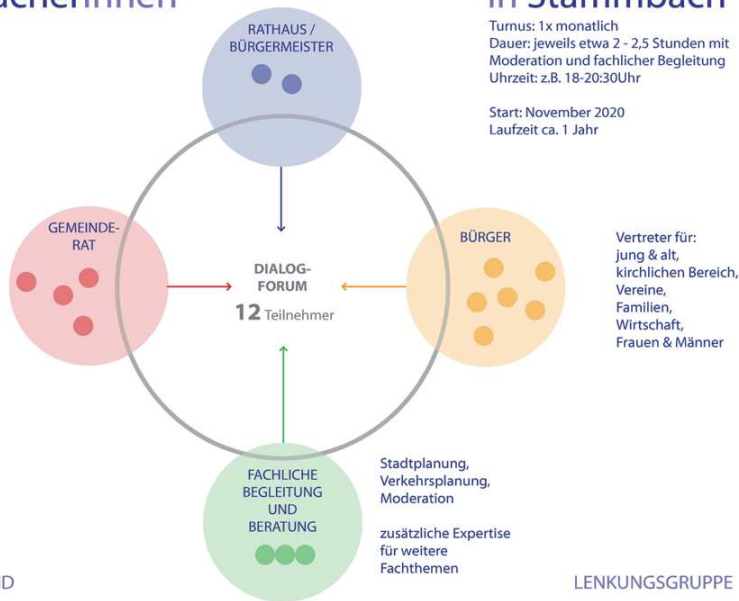 in Stammbach
Turnus: 1x monatlich
Dauer: jeweils etwa 2 - 2,5 Stunden mit
Moderation und fachlicher Begleitung
Uhrzeit: z.B. 18-20:30Uhr
Start: November 2020
Laufzeit ca. 1 Jahr
RATHAUS /
BÜRGERMEISTER
GEMEINDE-
RAT
DIALOG-
FORUM
12 Teilnehmer
BÜRGER
Vertreter für:
jung & alt,
kirchlichen Bereich,
Vereine,
Familien,
Wirtschaft,
Frauen & Männer
FACHLICHE
BEGLEITUNG
UND
BERATUNG
Stadtplanung,
Verkehrsplanung,
Moderation
zusätzliche Expertise
für weitere
Fachthemen
LENKUNGSGRUPPE